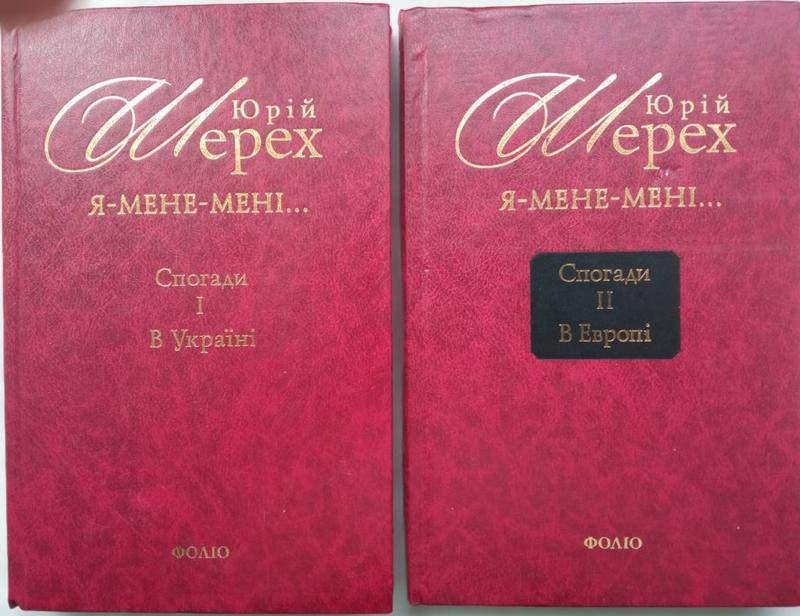 Юрій
Шерех
Я-МЕНЕ-МЕНІ...
Спогади
I
В Україні
ФОЛІО
Юрій
Шерех
Я-МЕНЕ-МЕНІ...
Спогади
II
В Европі
ФОЛІО